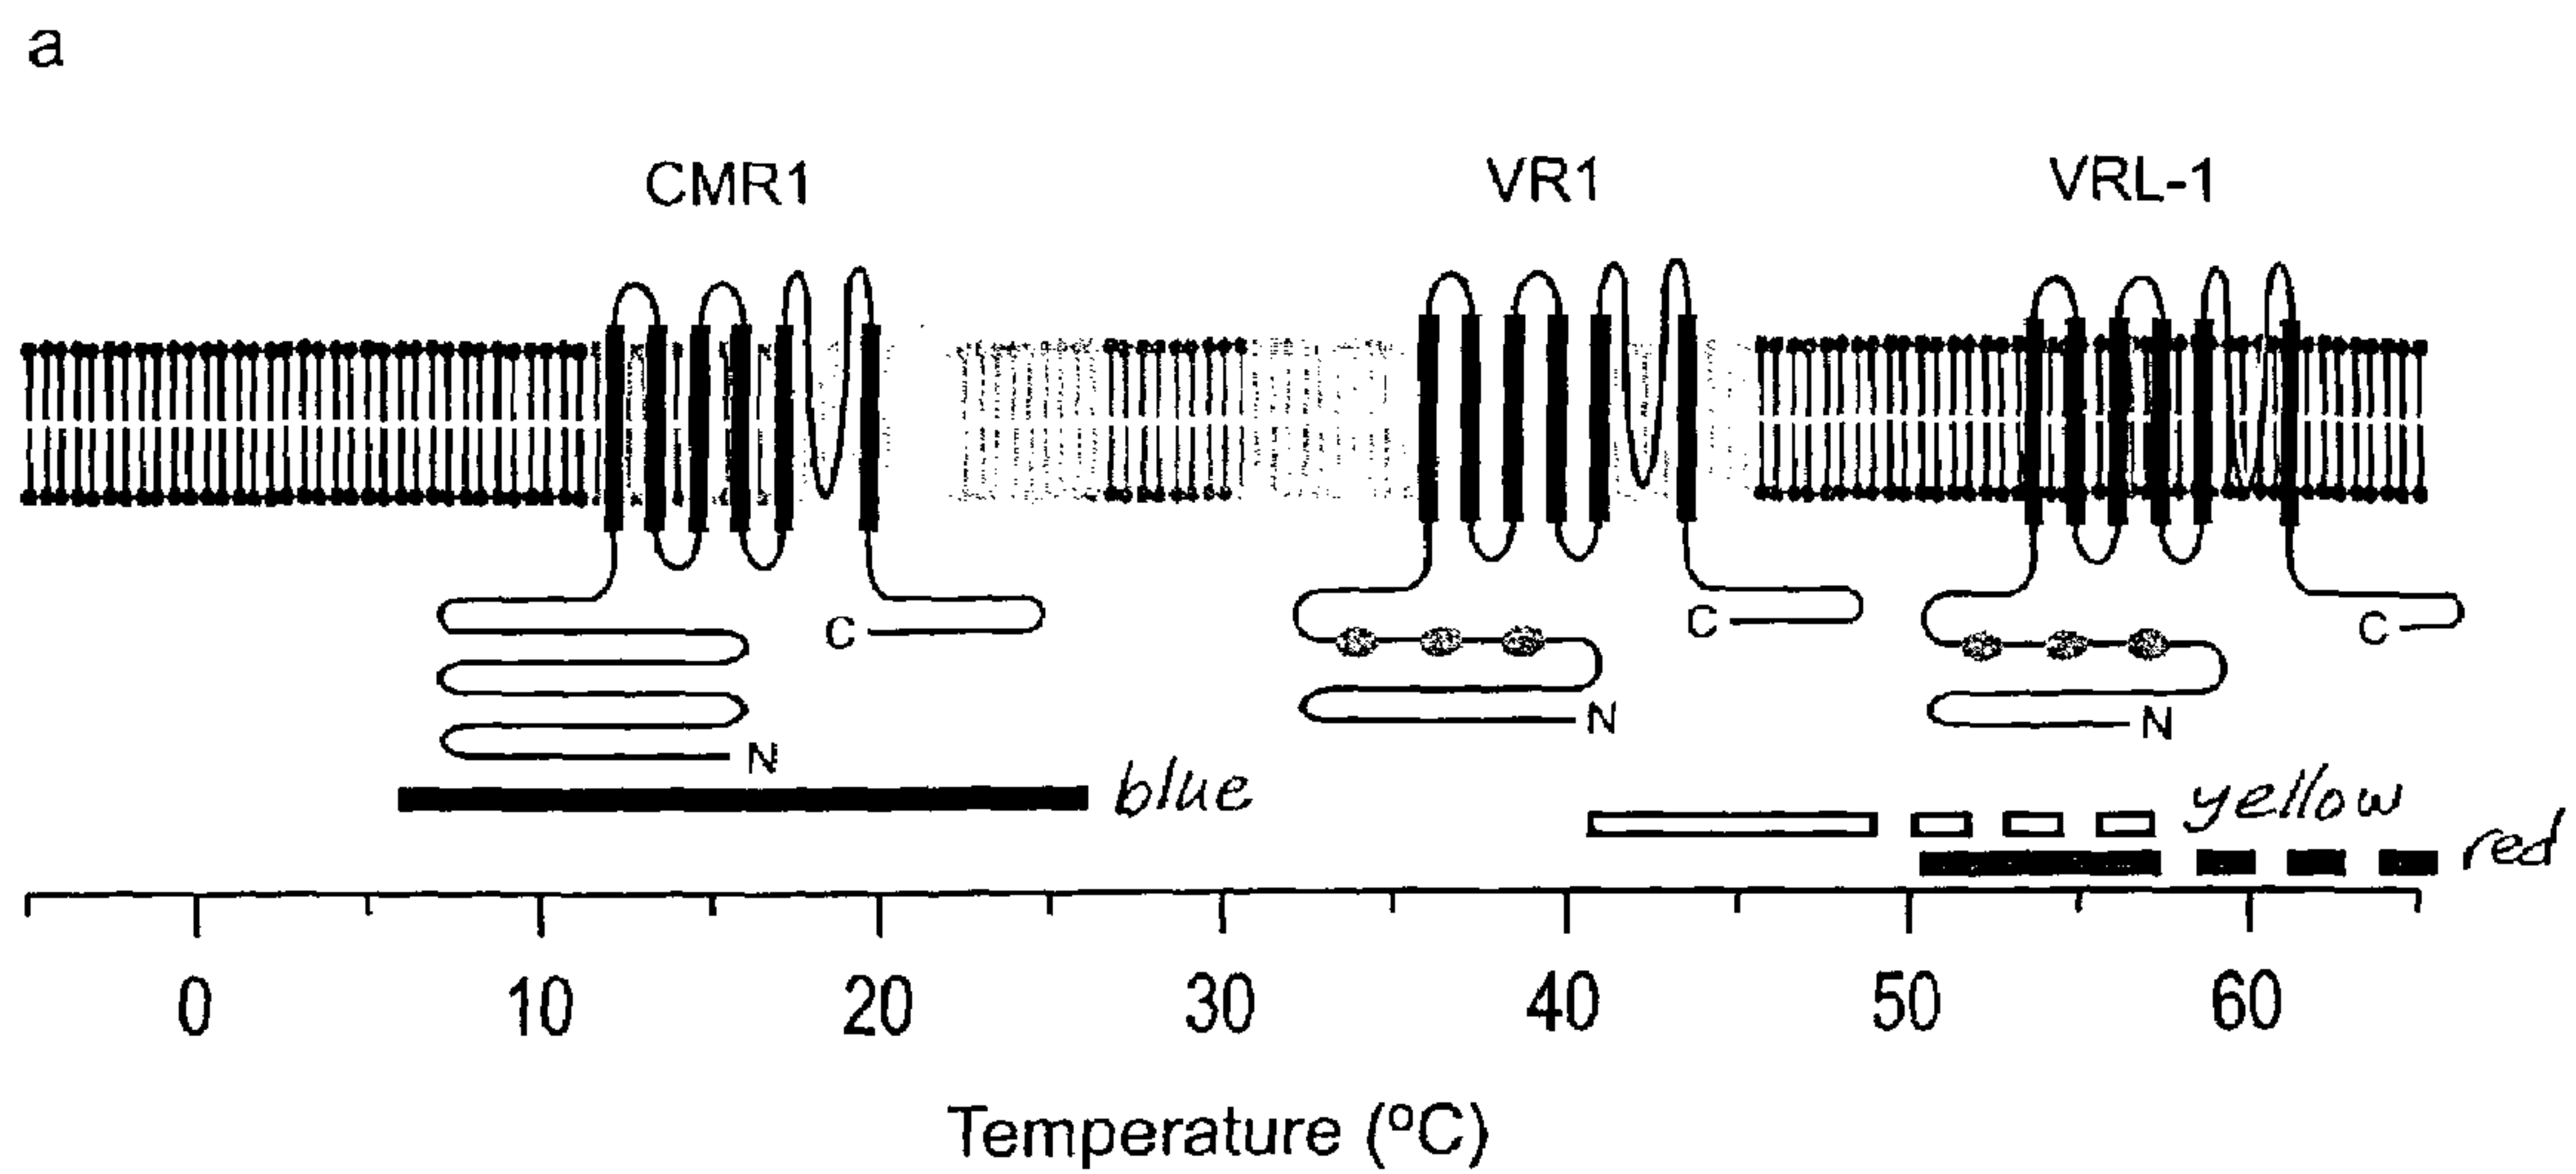 a
CMR1 VR1 VRL-1
C C C
N N N
blue
yellow
red
0 10 20 30 40 50 60
Temperature (°C)